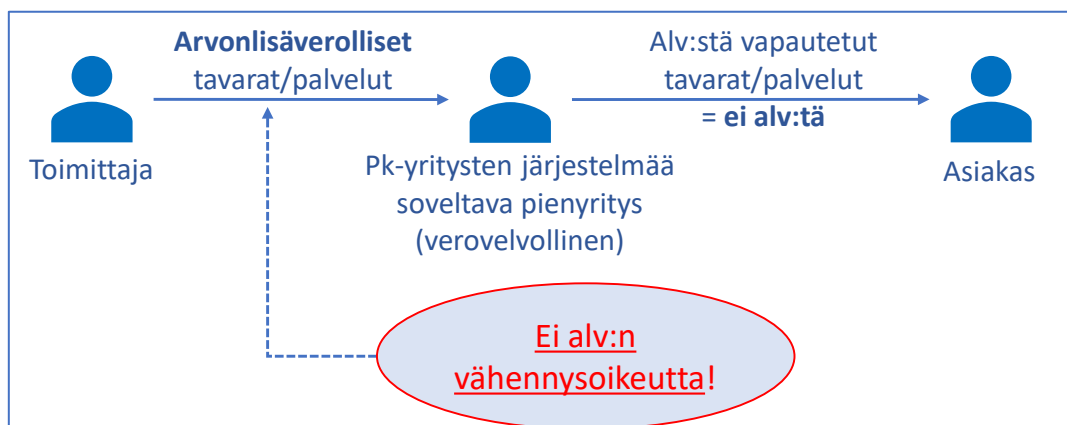 Arvonlisäverolliset
tavarat/palvelut
Alv:stä vapautetut
tavarat/palvelut
= ei alv:tä
Toimittaja
Pk-yritysten järjestelmää
soveltava pienyritys
(verovelvollinen)
Asiakas
Ei alv:n
vähennysoikeutta!